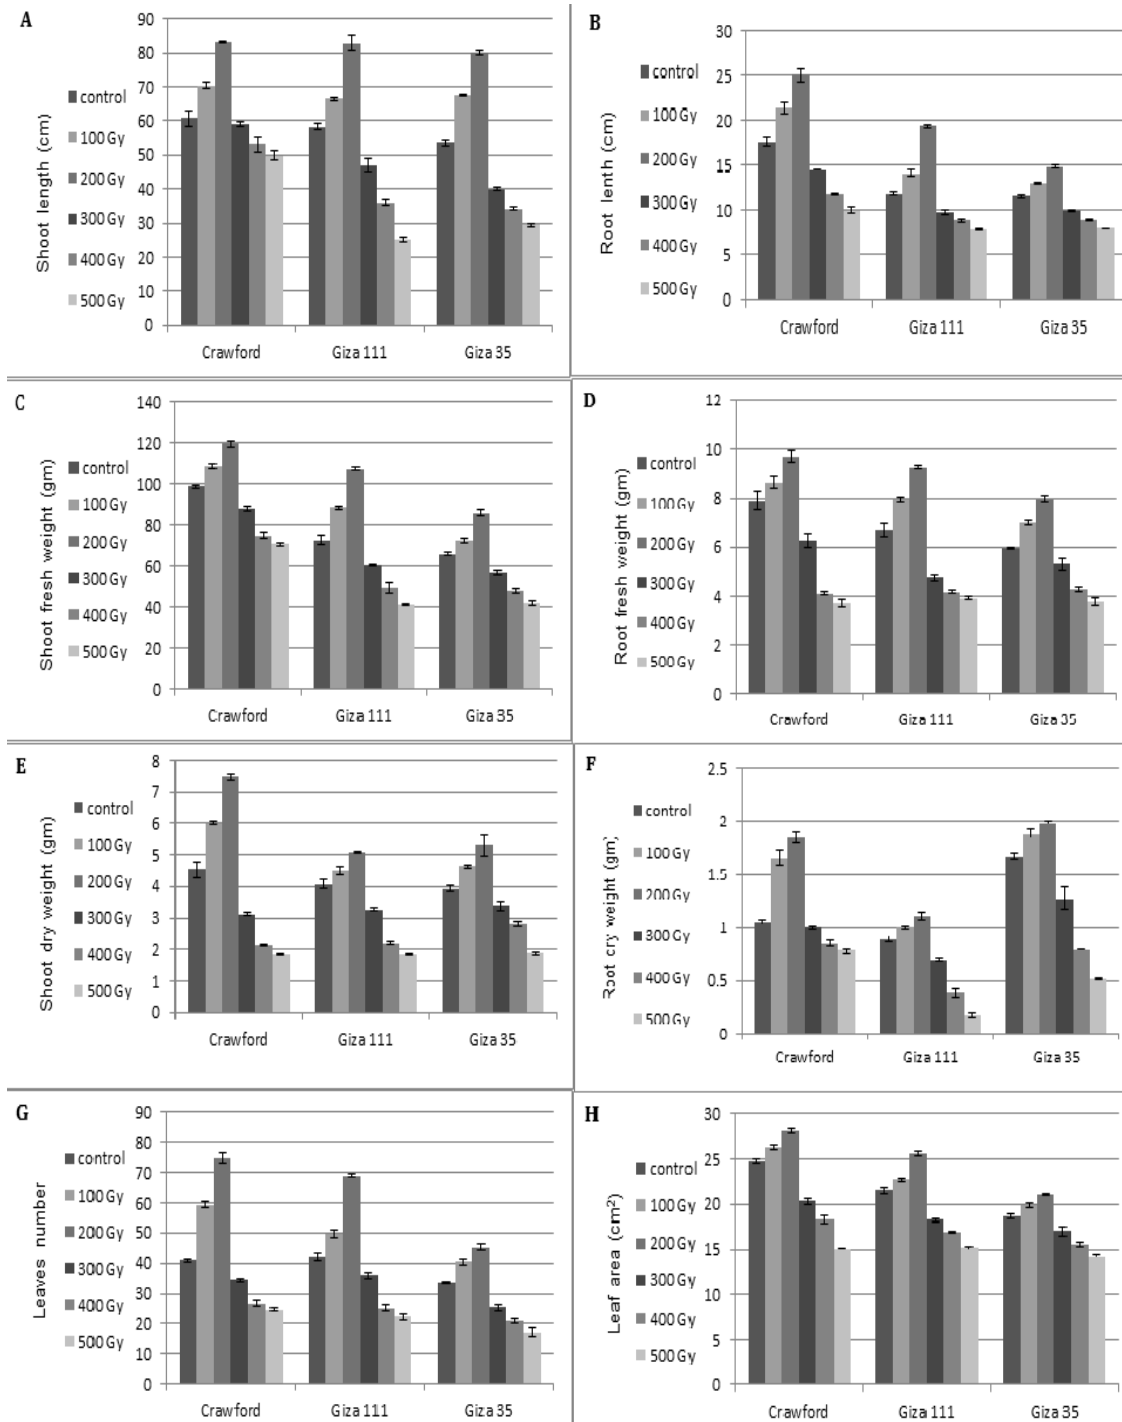 A
Shoot length (cm)
90
80
70
60
50
40
30
20
10
0
control
100 Gy
200 Gy
300 Gy
400 Gy
500 Gy
Crawford Giza 111 Giza 35
B
Root lenth (cm)
30
25
20
15
10
5
0
control
100 Gy
200 Gy
300 Gy
400 Gy
500 Gy
Crawford Giza 111 Giza 35
C
Shoot fresh weight (gm)
140
120
100
80
60
40
20
0
control
100 Gy
200 Gy
300 Gy
400 Gy
500 Gy
Crawford Giza 111 Giza 35
D
Root fresh weight (gm)
12
10
8
6
4
2
0
control
100 Gy
200 Gy
300 Gy
400 Gy
500 Gy
Crawford Giza 111 Giza 35
E
Shoot dry weight (gm)
8
7
6
5
4
3
2
1
0
control
100 Gy
200 Gy
300 Gy
400 Gy
500 Gy
Crawford Giza 111 Giza 35
F
Root cry weight (gm)
2.5
2
1.5
1
0.5
0
control
100 Gy
200 Gy
300 Gy
400 Gy
500 Gy
Crawford Giza 111 Giza 35
G
Leaves number
90
80
70
60
50
40
30
20
10
0
control
100 Gy
200 Gy
300 Gy
400 Gy
500 Gy
Crawford Giza 111 Giza 35
H
Leaf area (cm²)
30
25
20
15
10
5
0
control
100 Gy
200 Gy
300 Gy
400 Gy
500 Gy
Crawford Giza 111 Giza 35